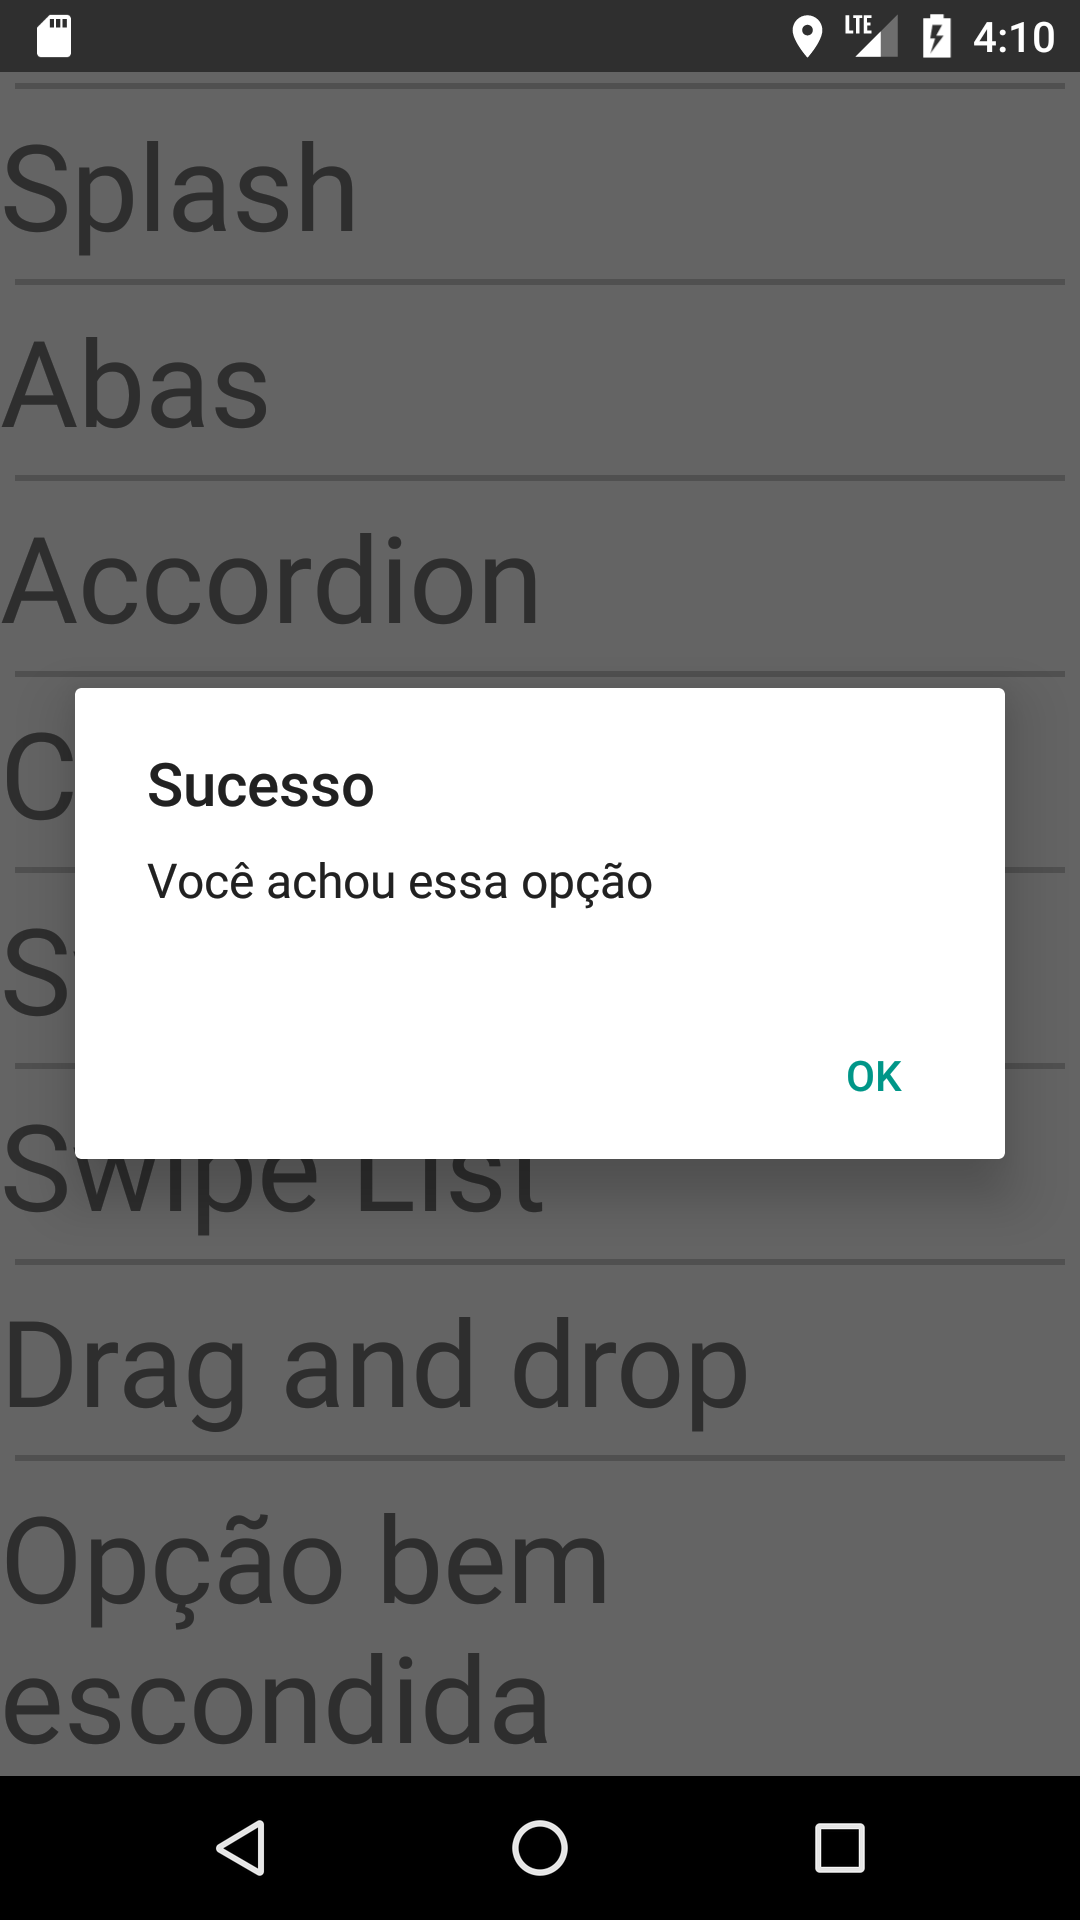 LTE 4:10
Splash
Abas
Accordion
C
S
Sucesso
Você achou essa opção
OK
Swipe List
Drag and drop
Opção bem
escondida